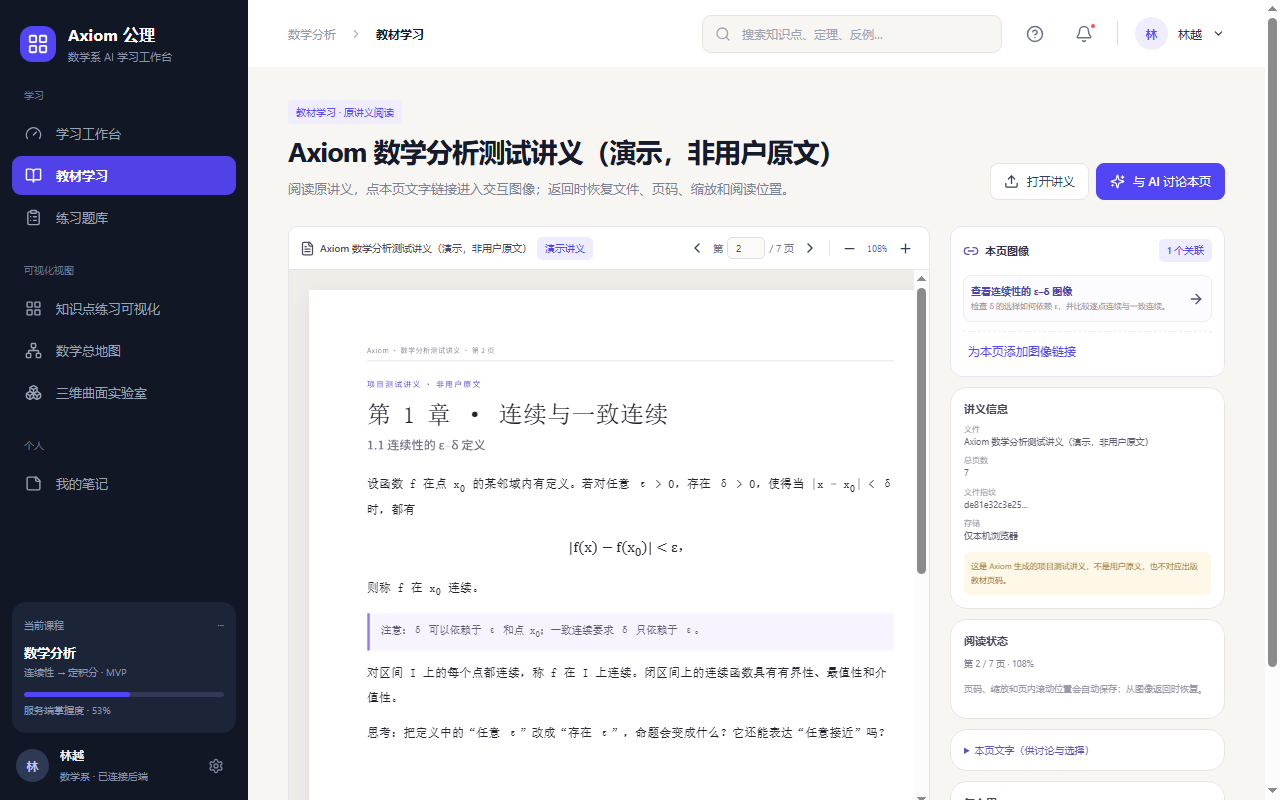 Axiom 公理
数学系 AI 学习工作台
学习
学习工作台
教材学习
练习题库
可视化视图
知识点练习可视化
数学总地图
三维曲面实验室
个人
我的笔记
当前课程
数学分析
连续性 → 定积分 · MVP
服务端掌握度 · 53%
林
林越
数学系 · 已连接后端
数学分析
教材学习
搜索知识点、定理、反例...
林
林越
教材学习 · 原讲义阅读
Axiom 数学分析测试讲义（演示，非用户原文）
阅读原讲义，点本页文字链接进入交互图像；返回时恢复文件、页码、缩放和阅读位置。
打开讲义
与 AI 讨论本页
Axiom 数学分析测试讲义（演示，非用户原文）
演示讲义
第 2 / 7 页
108%
Axiom · 数学分析测试讲义 · 第 2 页
项目测试讲义 · 非用户原文
第 1 章 · 连续与一致连续
1.1 连续性的 ε–δ 定义
设函数 f 在点 x₀ 的某邻域内有定义。若对任意 ε > 0，存在 δ > 0，使得当 |x − x₀| < δ
时，都有
|f(x) − f(x₀)| < ε，
则称 f 在 x₀ 连续。
注意：δ 可以依赖于 ε 和点 x₀；一致连续要求 δ 只依赖于 ε。
对区间 I 上的每个点都连续，称 f 在 I 上连续。闭区间上的连续函数具有有界性、最值性和介
值性。
思考：把定义中的“任意 ε”改成“存在 ε”，命题会变成什么？它还能表达“任意接近”吗？
本页图像
1 个关联
查看连续性的 ε–δ 图像
检查 δ 的选择如何依赖 ε，并比较逐点连续与一致连续。
为本页添加图像链接
讲义信息
文件
Axiom 数学分析测试讲义（演示，非用户原文）
总页数
7
文件指纹
de81e32c3e25...
存储
仅本机浏览器
这是 Axiom 生成的项目测试讲义，不是用户原文，也不对应出版
教材页码。
阅读状态
第 2 / 7 页 · 108%
页码、缩放和页内滚动位置会自动保存；从图像返回时恢复。
本页文字（供讨论与选择）